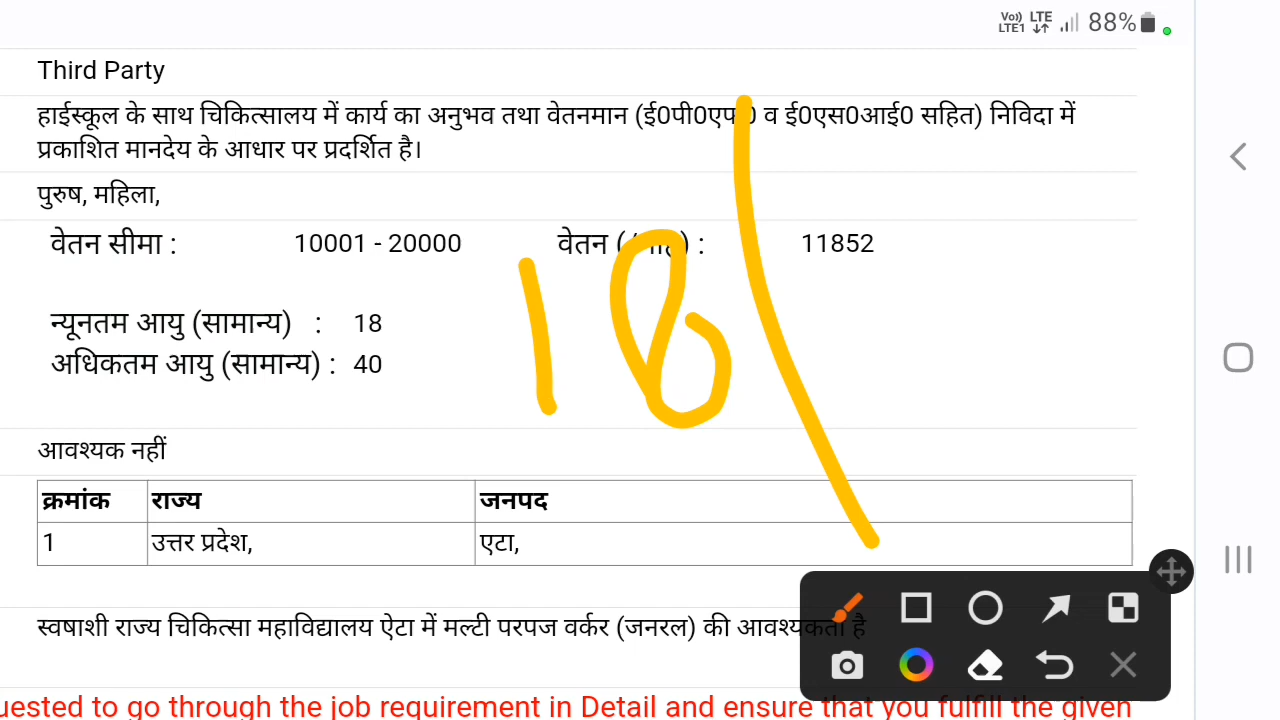 Vo)) LTE
LTE1 88%
Third Party
हाईस्कूल के साथ चिकित्सालय में कार्य का अनुभव तथा वेतनमान (ई0पी0एफ0 व ई0एस0आई0 सहित) निविदा में
प्रकाशित मानदेय के आधार पर प्रदर्शित है।
पुरुष, महिला,
वेतन सीमा : 10001 - 20000 वेतन : 11852
18
न्यूनतम आयु (सामान्य) : 18
अधिकतम आयु (सामान्य) : 40
आवश्यक नहीं
क्रमांक राज्य जनपद
1 उत्तर प्रदेश, एटा,
स्वषाशी राज्य चिकित्सा महाविद्यालय ऐटा में मल्टी परपज वर्कर (जनरल) की आवश्यकता है
uested to go through the job requirement in Detail and ensure that you fulfill the given